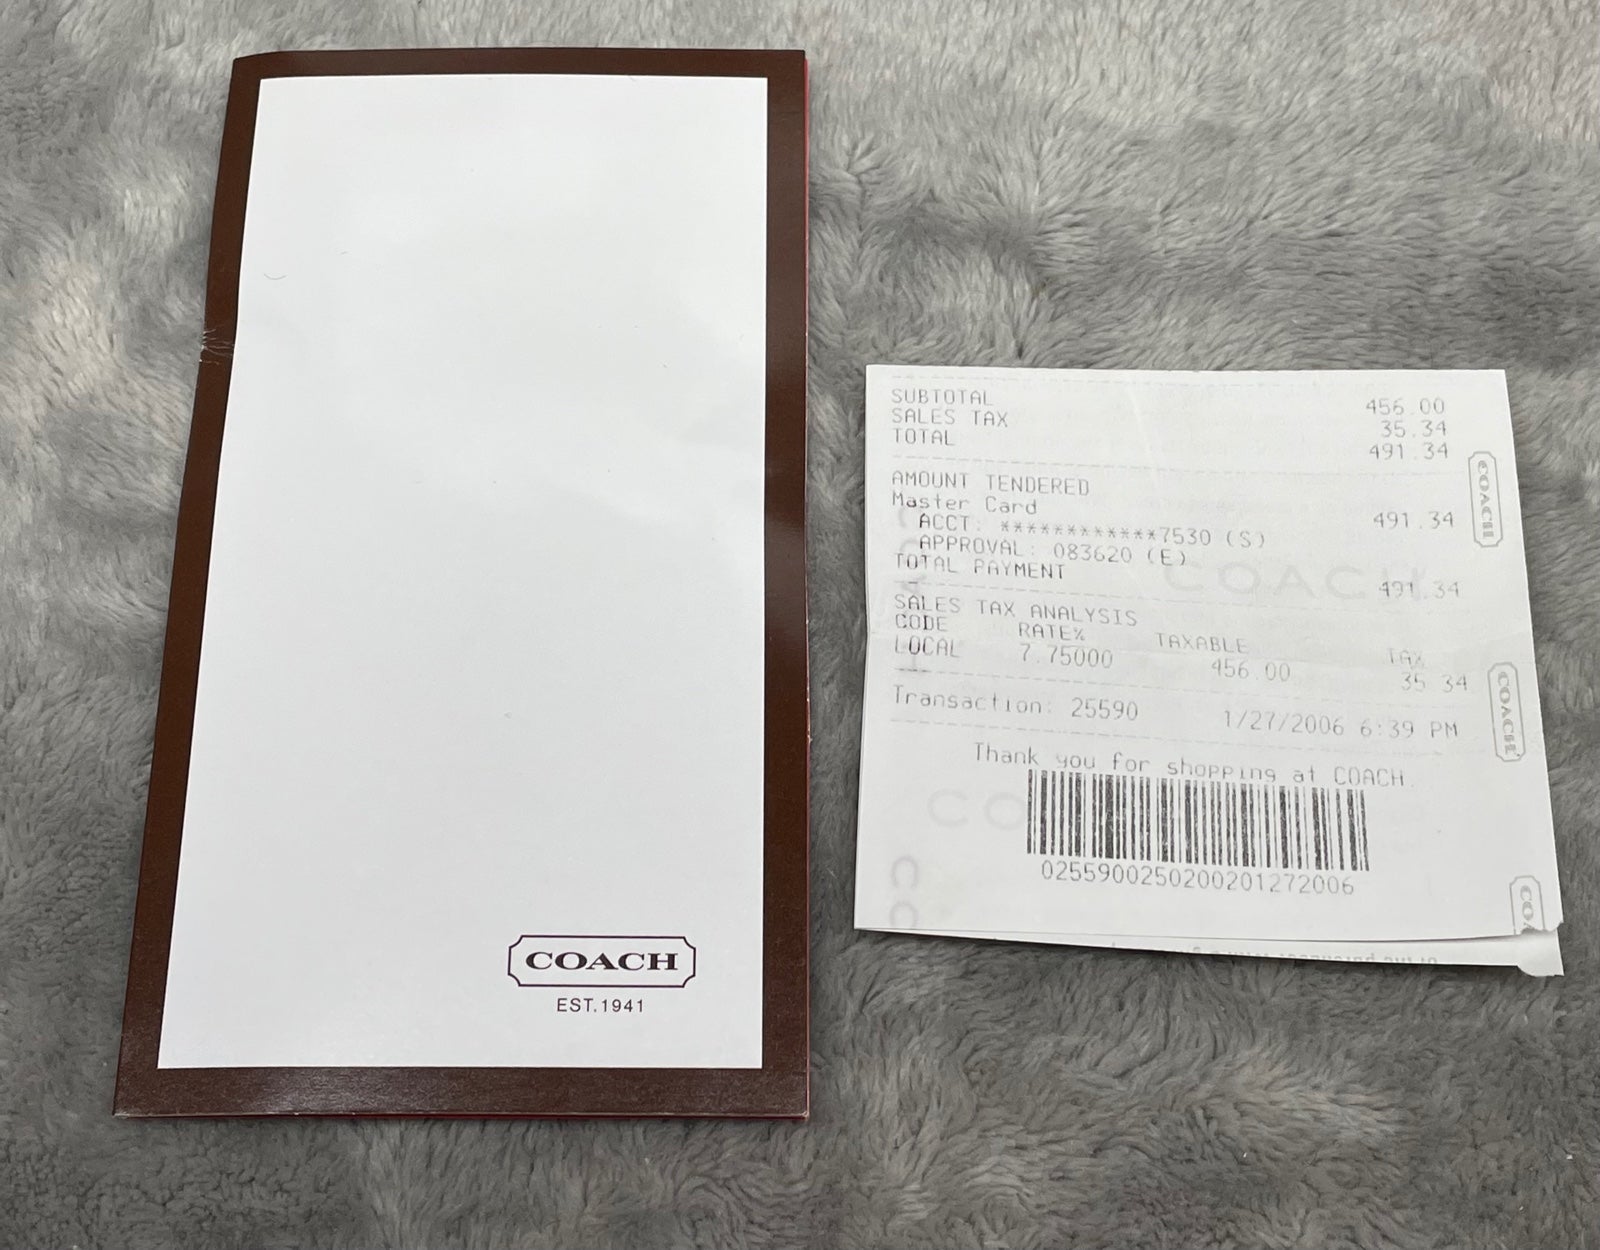 COACH
EST.1941
SUBTOTAL 456.00
SALES TAX 35.34
TOTAL 491.34
AMOUNT TENDERED
Master Card 491.34
ACCT: ************7530 (S)
APPROVAL: 083620 (E)
TOTAL PAYMENT 491.34
SALES TAX ANALYSIS
CODE RATE% TAXABLE TAX
LOCAL 7.75000 456.00 35.34
Transaction: 25590 1/27/2006 6:39 PM
Thank you for shopping at COACH.
0255900250200201272006
COACH
COACH
COA
COACH
CO